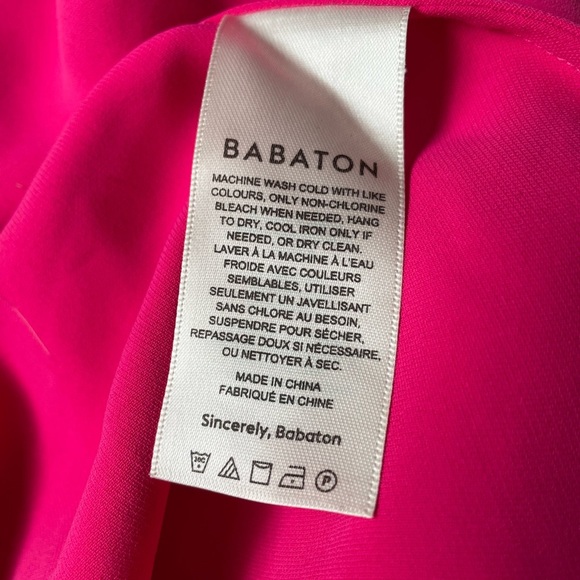 BABATON
MACHINE WASH COLD WITH LIKE
COLOURS, ONLY NON-CHLORINE
BLEACH WHEN NEEDED, HANG
TO DRY, COOL IRON ONLY IF
NEEDED, OR DRY CLEAN.
LAVER À LA MACHINE À L'EAU
FROIDE AVEC COULEURS
SEMBLABLES, UTILISER
SEULEMENT UN JAVELLISANT
SANS CHLORE AU BESOIN,
SUSPENDRE POUR SÉCHER,
REPASSAGE DOUX SI NÉCESSAIRE,
OU NETTOYER À SEC.
MADE IN CHINA
FABRIQUÉ EN CHINE
Sincerely, Babaton
30C P